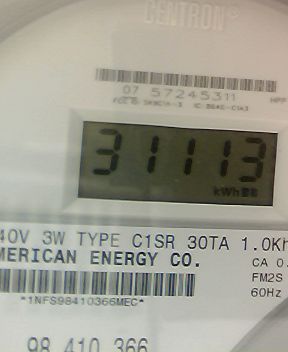 CENTRON®
07 57245311
31113
kWh
40V 3W TYPE C1SR 30TA 1.0Kh
MERICAN ENERGY CO.
CA 0.
FM2S
60Hz
*1NFS98410366MEC*
98 410 366